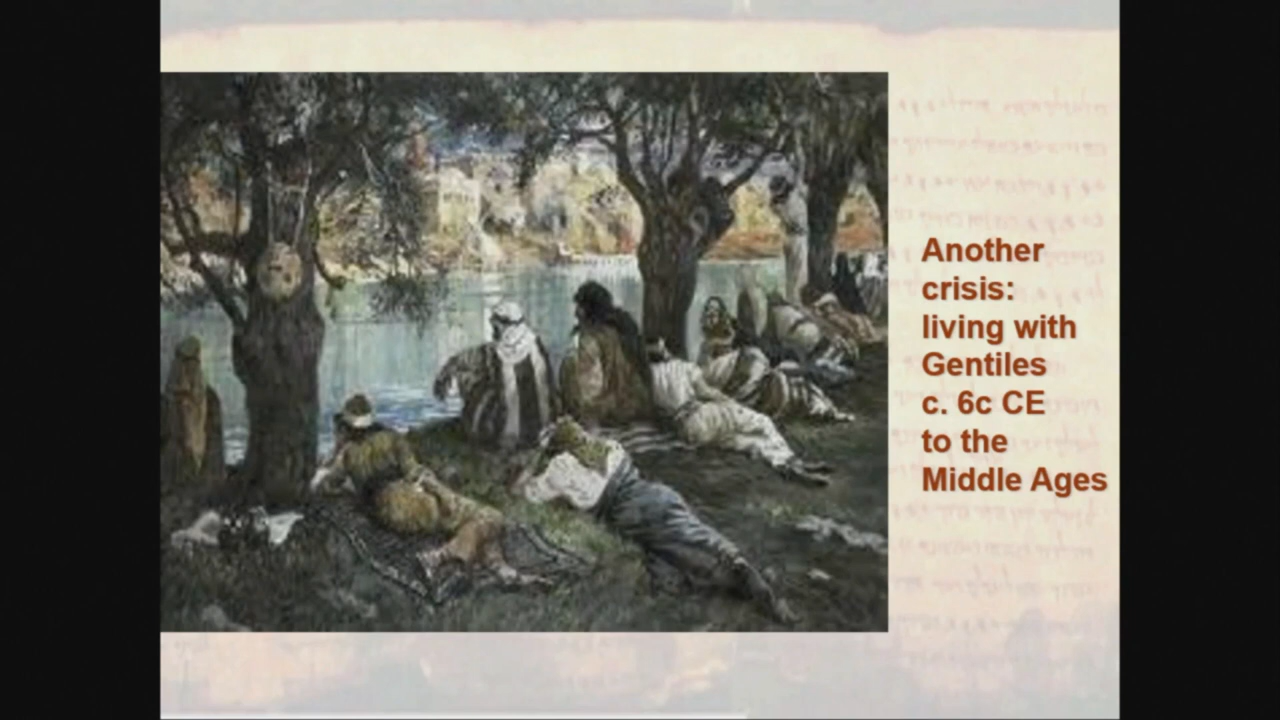 Another
crisis:
living with
Gentiles
c. 6c CE
to the
Middle Ages